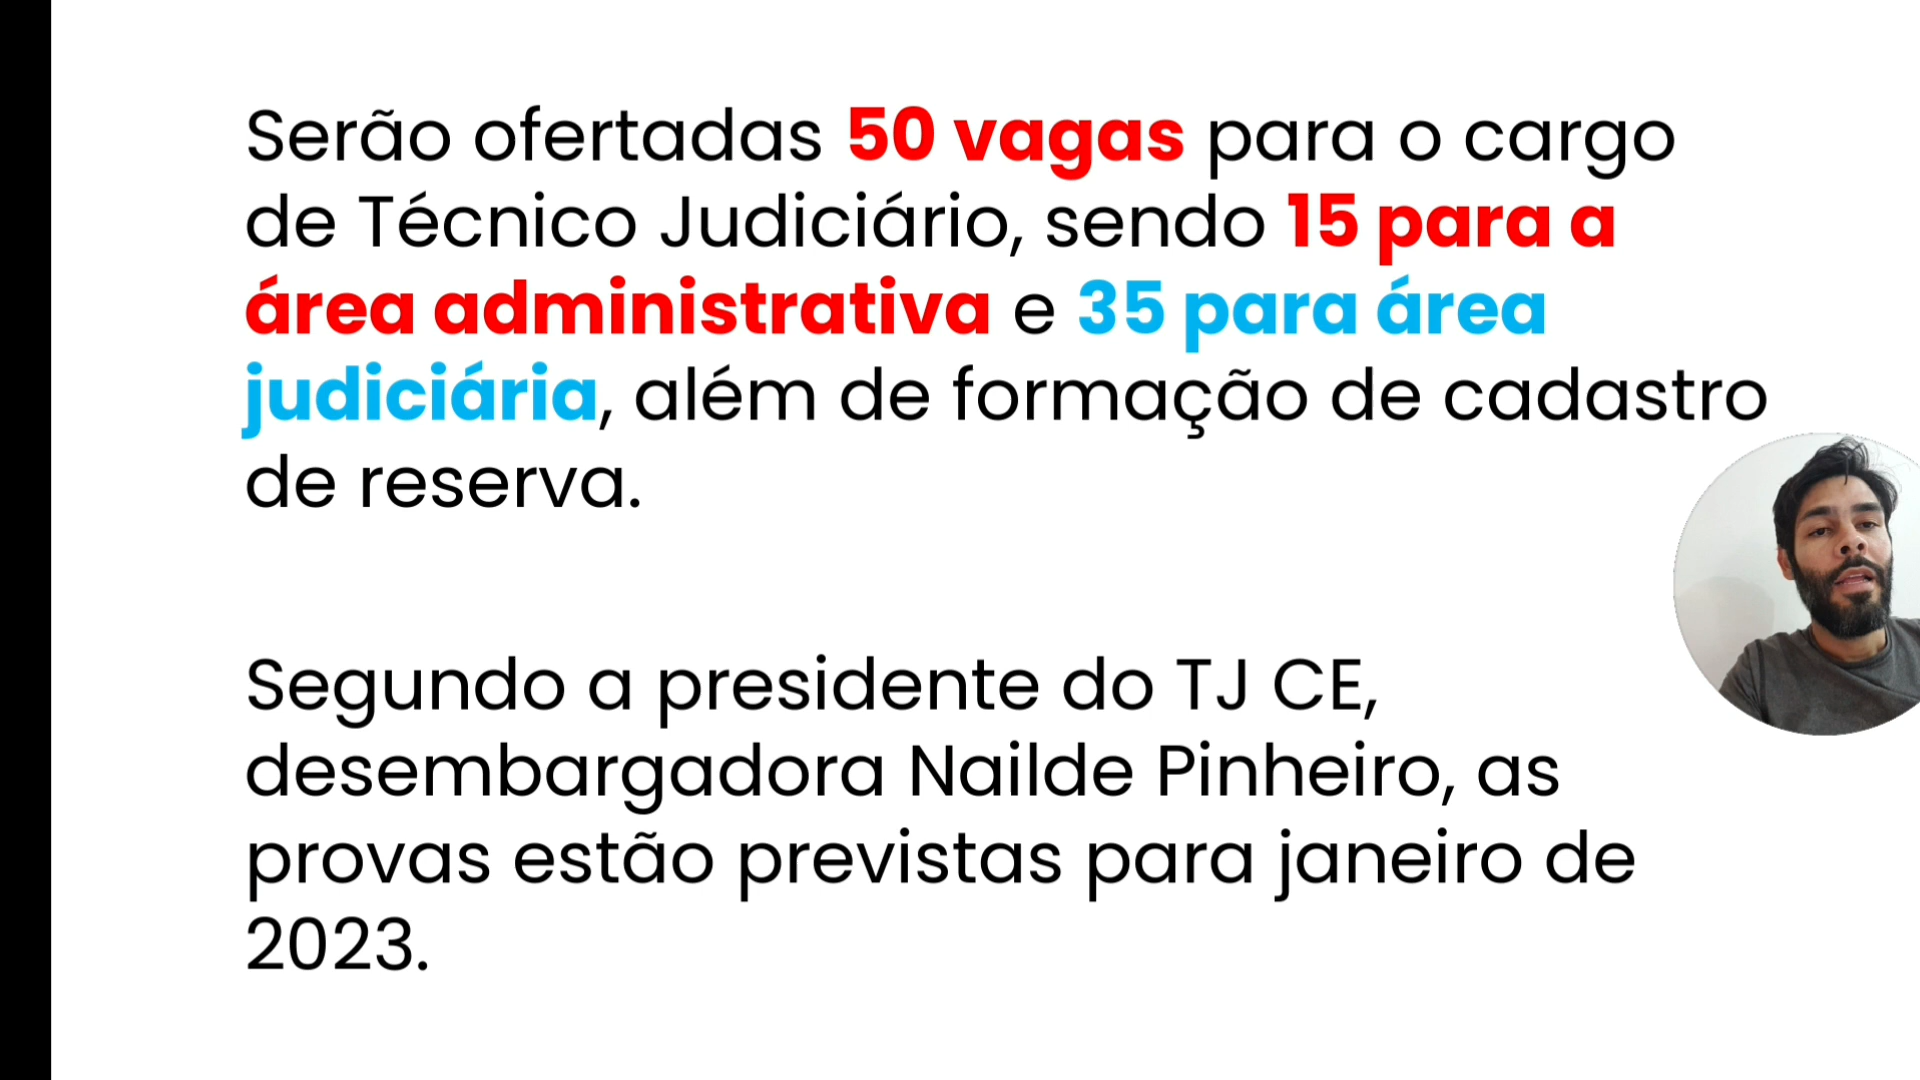 Serão ofertadas 50 vagas para o cargo
de Técnico Judiciário, sendo 15 para a
área administrativa e 35 para área
judiciária, além de formação de cadastro
de reserva.
Segundo a presidente do TJ CE,
desembargadora Nailde Pinheiro, as
provas estão previstas para janeiro de
2023.